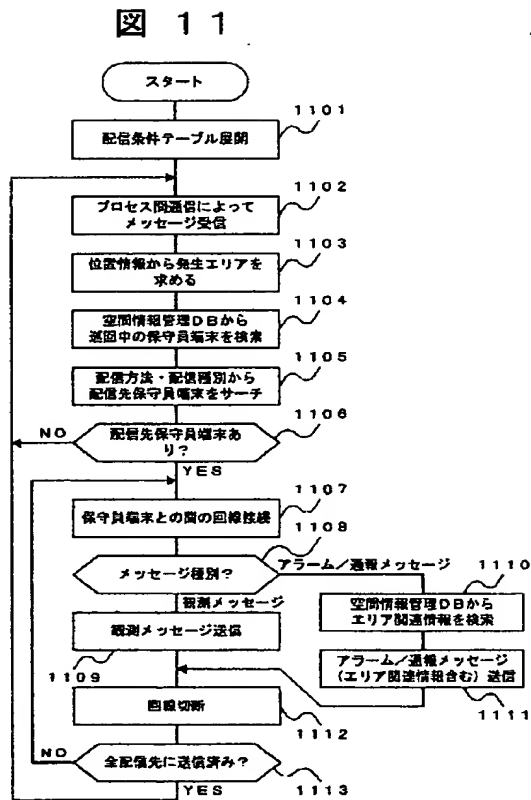 図 11
スタート
1101
配信条件テーブル展開
1102
プロセス間通信によって
メッセージ受信
1103
位置情報から発生エリアを
求める
1104
空間情報管理DBから
巡回中の保守員端末を検索
1105
配信方法・配信種別から
配信先保守員端末をサーチ
1106
NO
配信先保守員端末あ
り?
YES
1107
保守員端末との間の回線接続
1108
メッセージ種別?
アラーム/通報メッセージ
1110
観測メッセージ
空間情報管理DBから
エリア関連情報を検索
観測メッセージ送信
1109
アラーム/通報メッセージ
(エリア関連情報含む)送信
1111
回線切断
1112
NO
全配信先に送信済み?
YES
1113